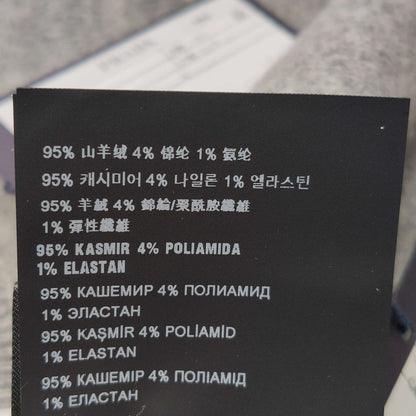 95% 山羊绒 4% 锦纶 1% 氨纶
95% 캐시미어 4% 나일론 1% 엘라스틴
95% 羊絨 4% 錦綸/聚酰胺纖維
1% 彈性纖維
95% KASMIR 4% POLIAMIDA
1% ELASTAN
95% КАШЕМИР 4% ПОЛИАМИД
1% ЭЛАСТАН
95% KAŞMİR 4% POLİAMİD
1% ELASTAN
95% КАШЕМІР 4% ПОЛІАМІД
1% ЕЛАСТАН